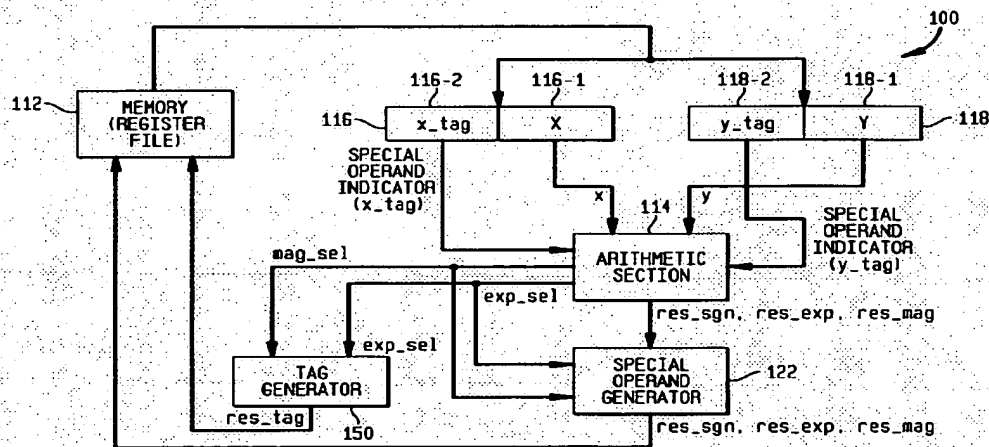 100
116-2
116-1
118-2
118-1
112
MEMORY
(REGISTER
FILE)
116
x_tag
X
y_tag
Y
118
SPECIAL
OPERAND
INDICATOR
(x_tag)
x
y
114
SPECIAL
OPERAND
INDICATOR
(y_tag)
ARITHMETIC
SECTION
mag_sel
exp_sel
res_sgn, res_exp, res_mag
exp_sel
TAG
GENERATOR
SPECIAL
OPERAND
GENERATOR
122
res_tag
150
res_sgn, res_exp, res_mag